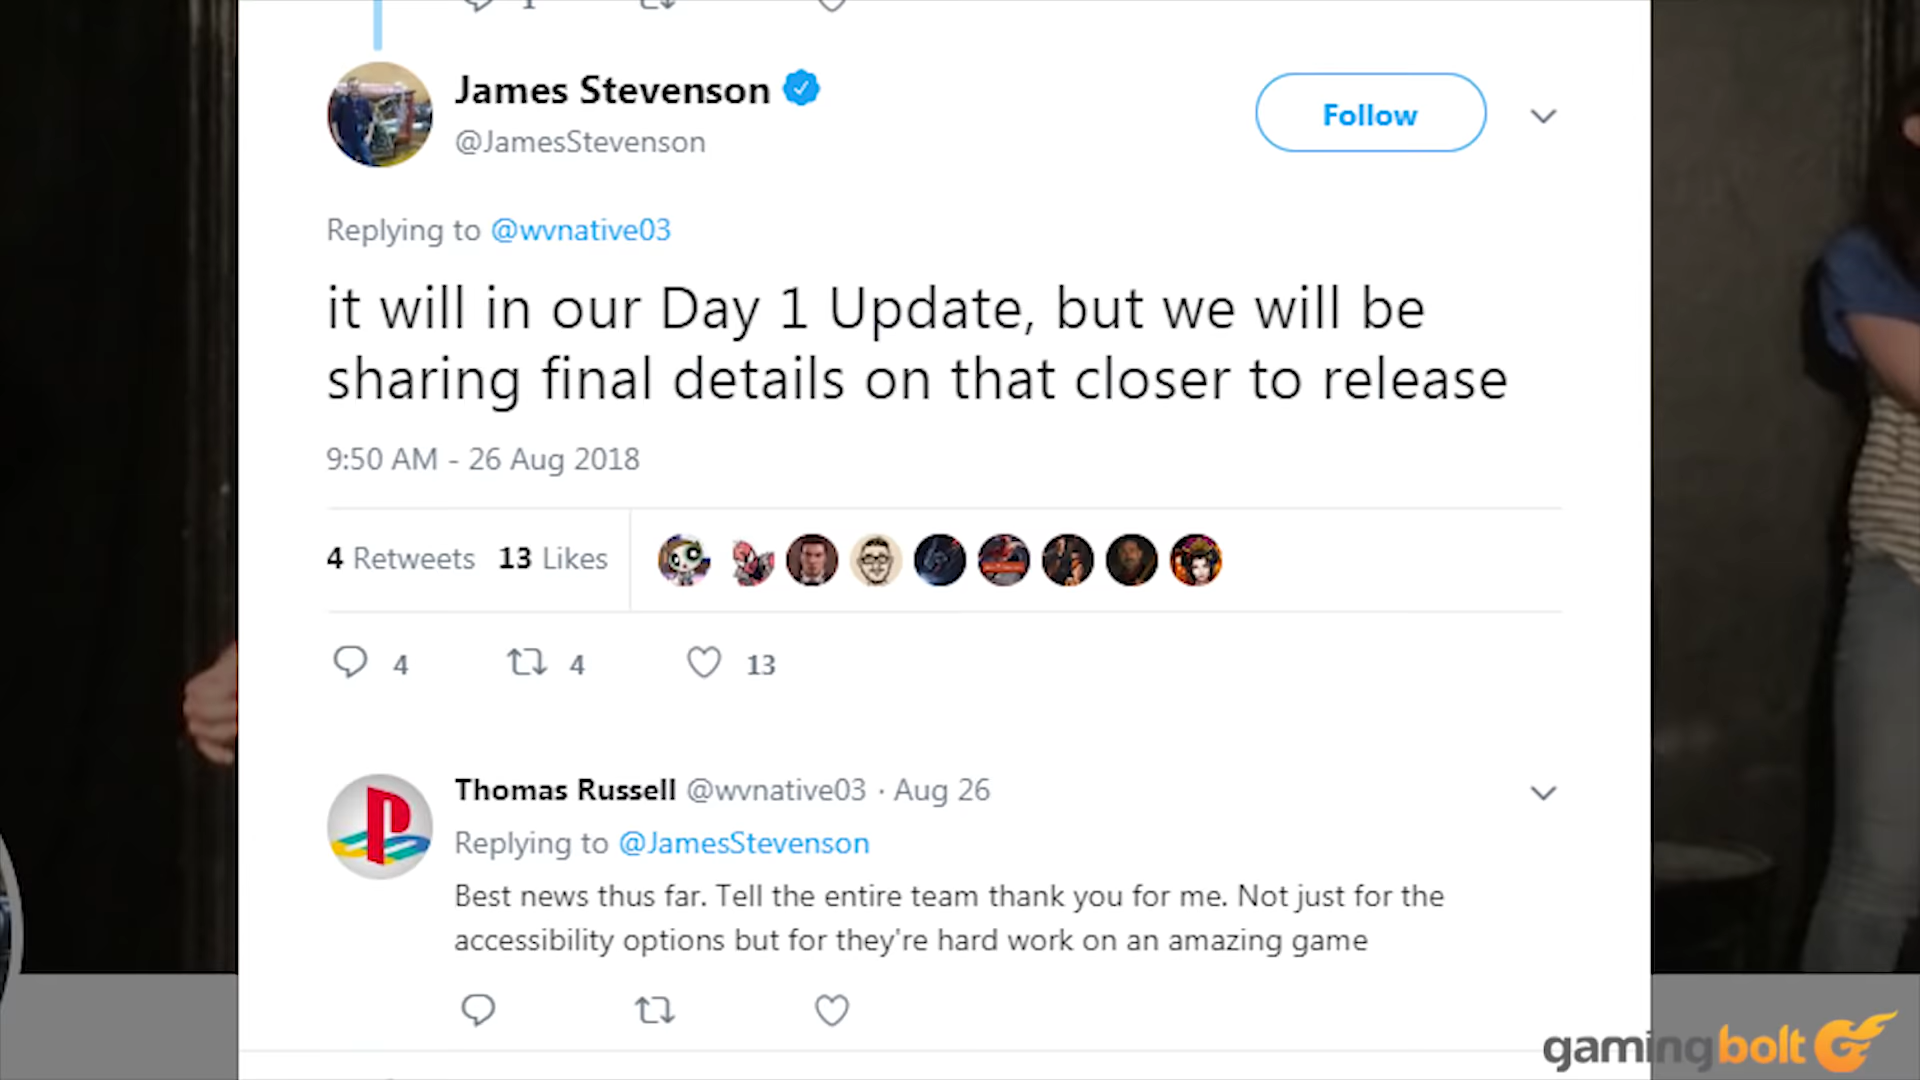 James Stevenson
@JamesStevenson
Follow
Replying to @wvnative03
it will in our Day 1 Update, but we will be
sharing final details on that closer to release
9:50 AM - 26 Aug 2018
4 Retweets 13 Likes
4 4 13
Thomas Russell @wvnative03 · Aug 26
Replying to @JamesStevenson
Best news thus far. Tell the entire team thank you for me. Not just for the
accessibility options but for they're hard work on an amazing game
gamingbolt